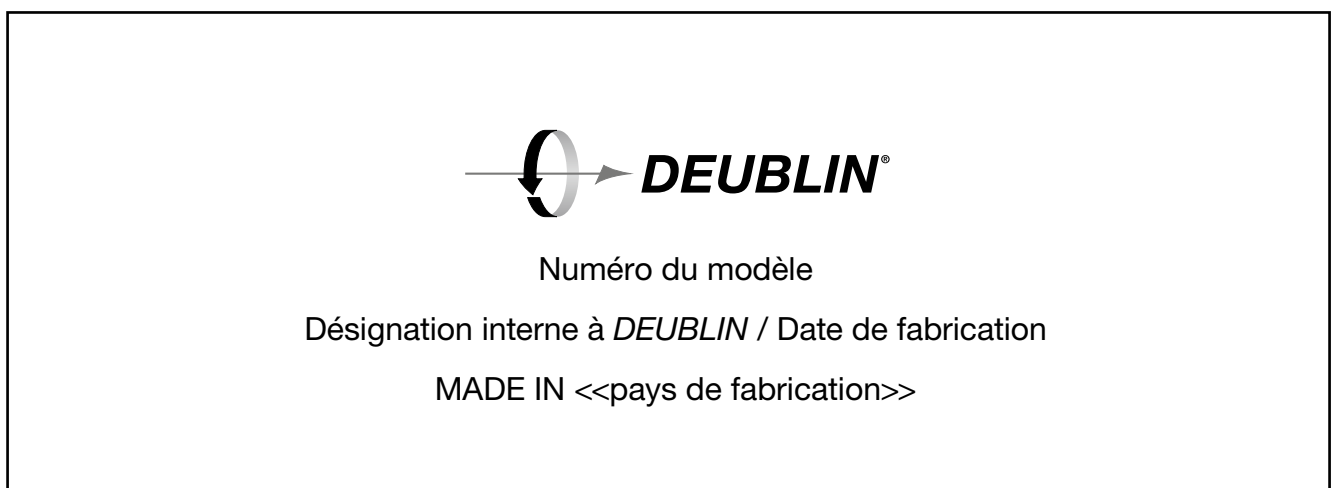 DEUBLIN®
Numéro du modèle
Désignation interne à DEUBLIN / Date de fabrication
MADE IN <<pays de fabrication>>